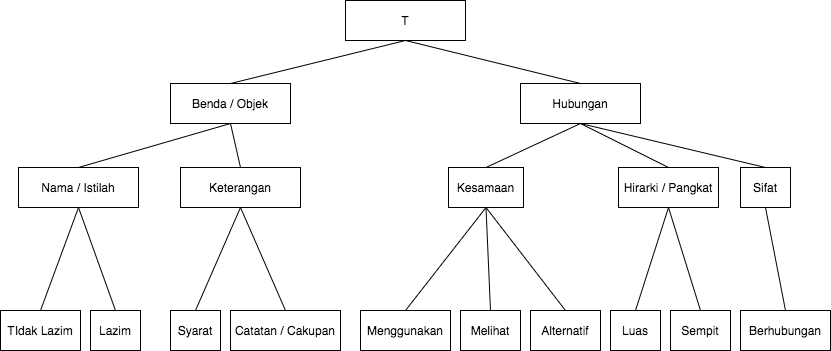 T
Benda / Objek
Hubungan
Nama / Istilah
Keterangan
Kesamaan
Hirarki / Pangkat
Sifat
TIdak Lazim
Lazim
Syarat
Catatan / Cakupan
Menggunakan
Melihat
Alternatif
Luas
Sempit
Berhubungan